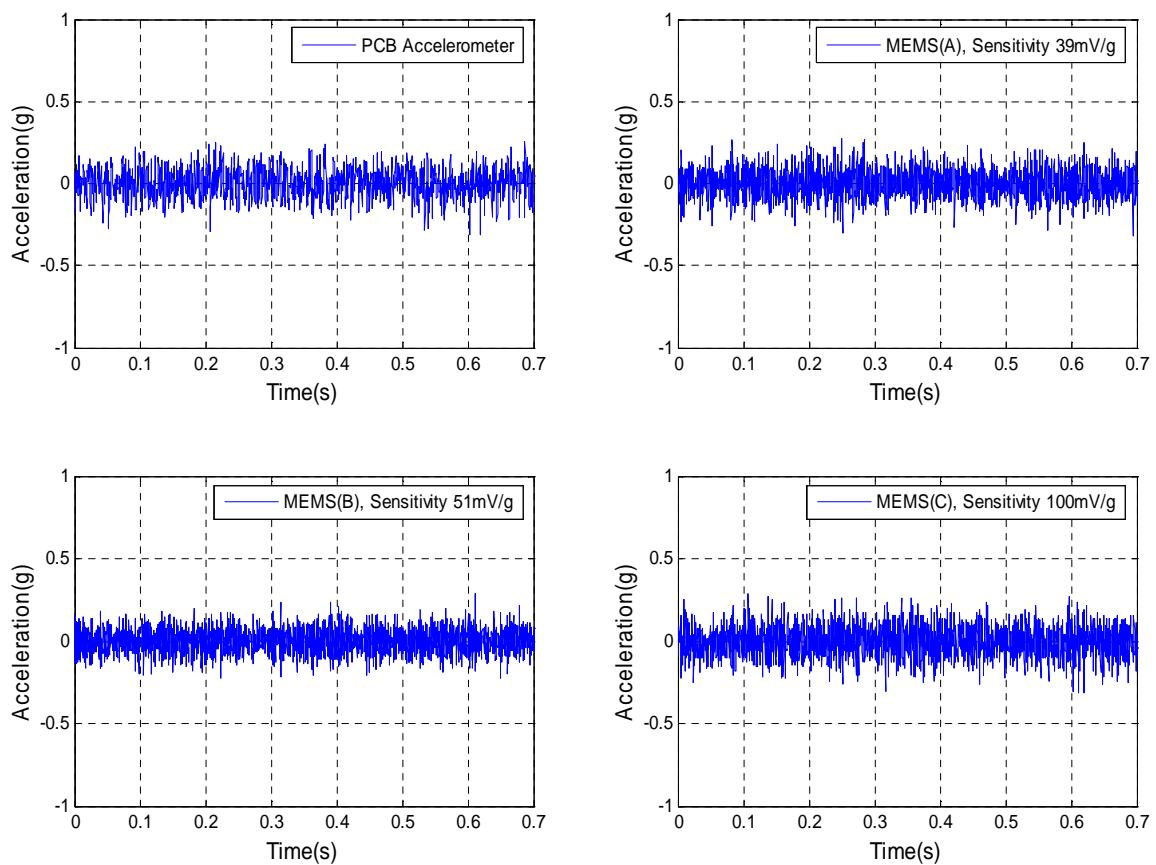 PCB Accelerometer
1
0.5
0
-0.5
-1
Acceleration(g)
0 0.1 0.2 0.3 0.4 0.5 0.6 0.7
Time(s)
MEMS(A), Sensitivity 39mV/g
1
0.5
0
-0.5
-1
Acceleration(g)
0 0.1 0.2 0.3 0.4 0.5 0.6 0.7
Time(s)
MEMS(B), Sensitivity 51mV/g
1
0.5
0
-0.5
-1
Acceleration(g)
0 0.1 0.2 0.3 0.4 0.5 0.6 0.7
Time(s)
MEMS(C), Sensitivity 100mV/g
1
0.5
0
-0.5
-1
Acceleration(g)
0 0.1 0.2 0.3 0.4 0.5 0.6 0.7
Time(s)